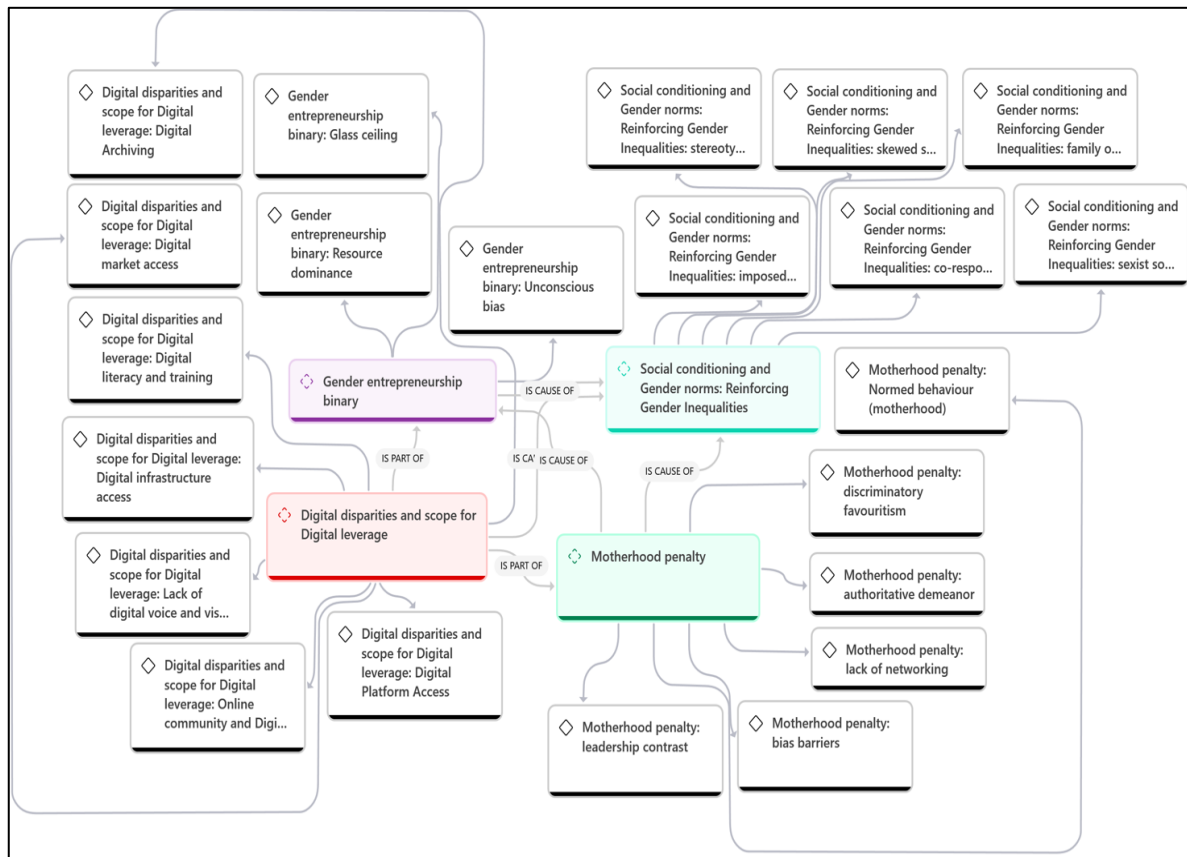 Digital disparities and
scope for Digital
leverage: Digital
Archiving
Gender
entrepreneurship
binary: Glass ceiling
Social conditioning and
Gender norms:
Reinforcing Gender
Inequalities: stereoty...
Social conditioning and
Gender norms:
Reinforcing Gender
Inequalities: skewed s...
Social conditioning and
Gender norms:
Reinforcing Gender
Inequalities: family o...
Digital disparities and
scope for Digital
leverage: Digital
market access
Gender
entrepreneurship
binary: Resource
dominance
Gender
entrepreneurship
binary: Unconscious
bias
Social conditioning and
Gender norms:
Reinforcing Gender
Inequalities: imposed...
Social conditioning and
Gender norms:
Reinforcing Gender
Inequalities: co-respo...
Social conditioning and
Gender norms:
Reinforcing Gender
Inequalities: sexist so...
Digital disparities and
scope for Digital
leverage: Digital
literacy and training
Gender entrepreneurship
binary
IS CAUSE OF
Social conditioning and
Gender norms: Reinforcing
Gender Inequalities
Motherhood penalty:
Normed behaviour
(motherhood)
Digital disparities and
scope for Digital leverage:
Digital infrastructure
access
IS PART OF
IS CA
IS CAUSE OF
IS CAUSE OF
Motherhood penalty:
discriminatory
favouritism
Digital disparities and scope for
Digital leverage
IS PART OF
Motherhood penalty
Digital disparities and
scope for Digital
leverage: Lack of
digital voice and vis...
Motherhood penalty:
authoritative demeanor
Digital disparities and
scope for Digital
leverage: Online
community and Digi...
Digital disparities and
scope for Digital
leverage: Digital
Platform Access
Motherhood penalty:
lack of networking
Motherhood penalty:
leadership contrast
Motherhood penalty:
bias barriers